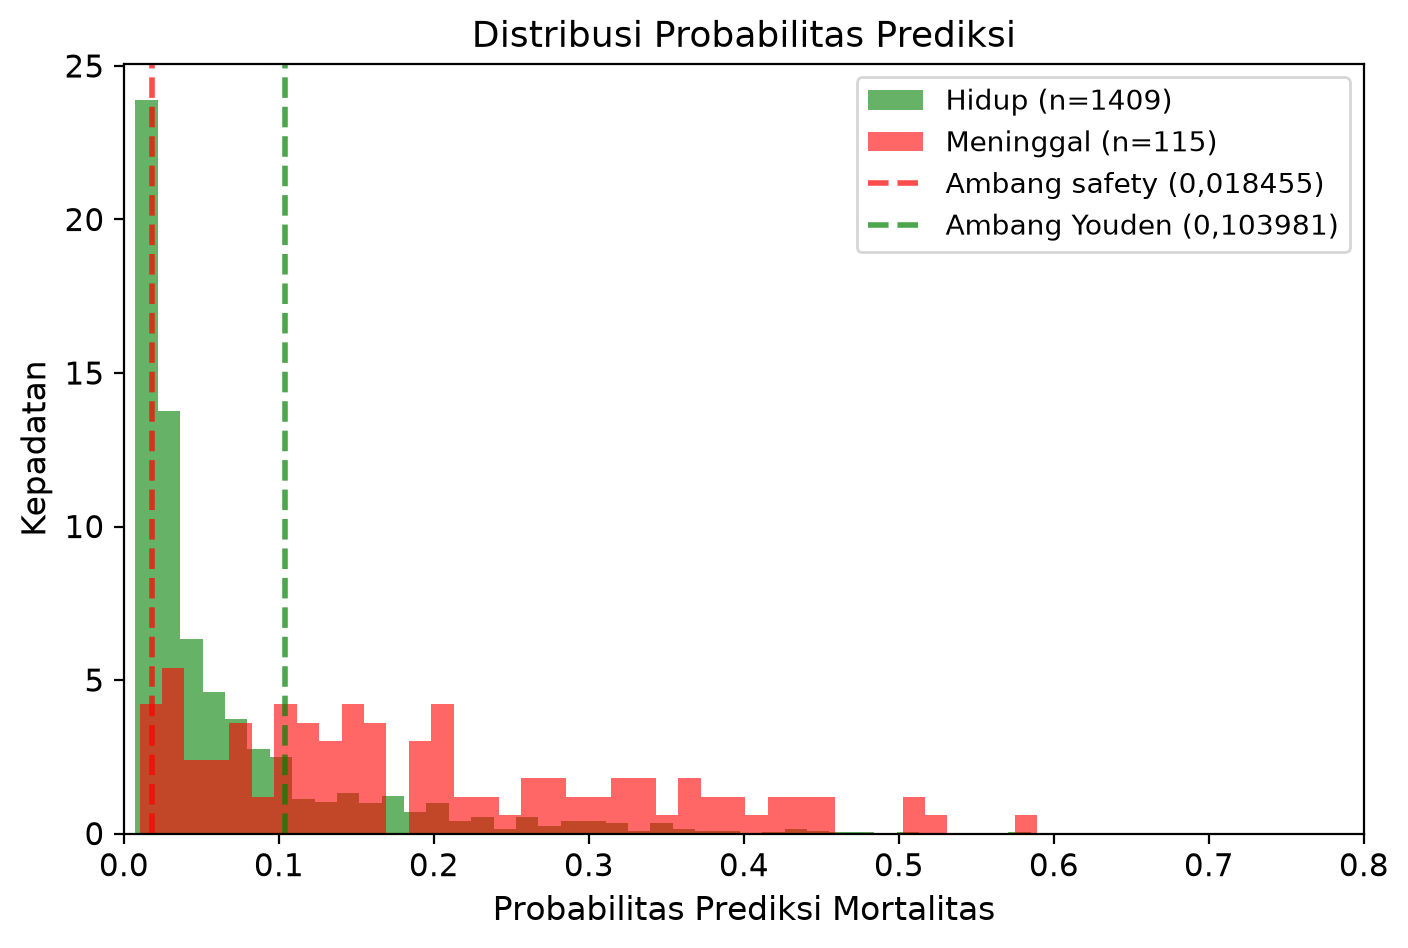 Distribusi Probabilitas Prediksi
Hidup (n=1409)
Meninggal (n=115)
Ambang safety (0,018455)
Ambang Youden (0,103981)
Kepadatan
25
20
15
10
5
0
0.0 0.1 0.2 0.3 0.4 0.5 0.6 0.7 0.8
Probabilitas Prediksi Mortalitas